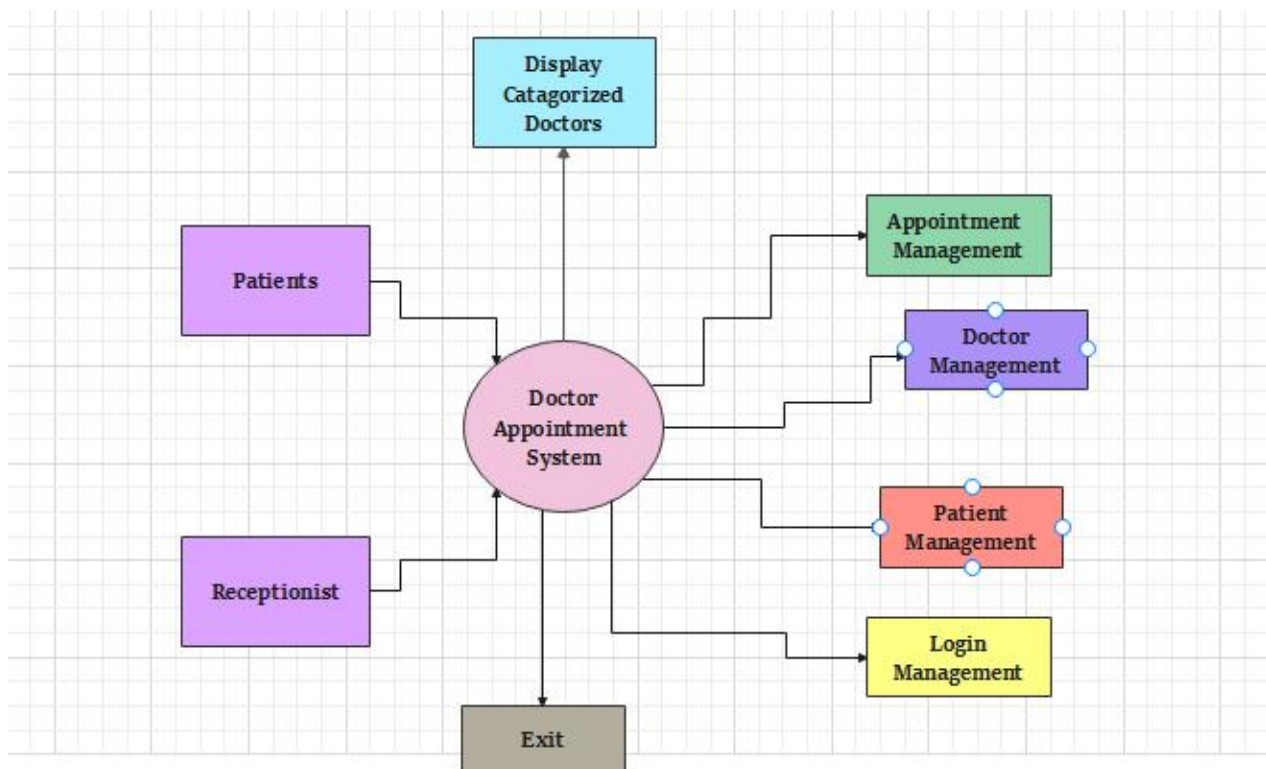 Display
Catagorized
Doctors
Appointment
Management
Patients
Doctor
Management
Doctor
Appointment
System
Patient
Management
Receptionist
Login
Management
Exit